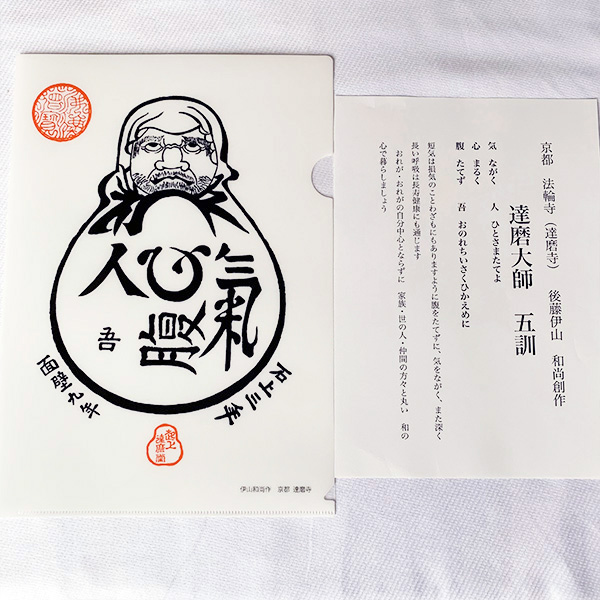 氣
心
腹
人
吾
石上三年
面壁九年
伊山和尚作　京都 達磨寺
京都　法輪寺（達磨寺）　後藤伊山　和尚創作
達磨大師　五訓
気　ながく　人　ひとさまたてよ
心　まるく
腹　たてず　吾　おのれちいさくひかえめに
短気は損気のことわざもにもありますように腹をたてずに、気をながく、また深く
長い呼吸は長寿健康にも通じます
おれが・おれがの自分中心とならずに　家族・世の人・仲間の方々と丸い　和の
心で暮らしましょう